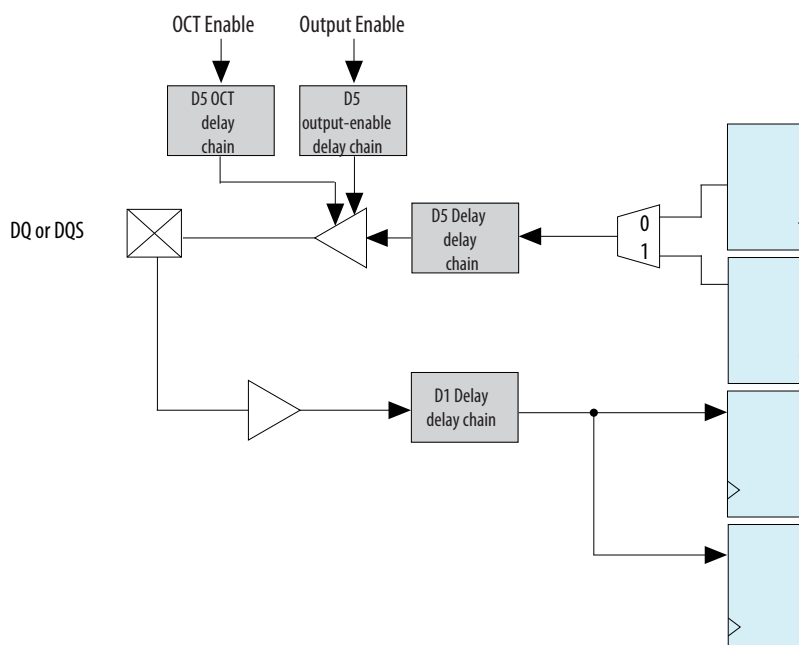 OCT Enable
Output Enable
D5 OCT
delay
chain
D5
output-enable
delay chain
DQ or DQS
D5 Delay
delay
chain
0
1
D1 Delay
delay chain